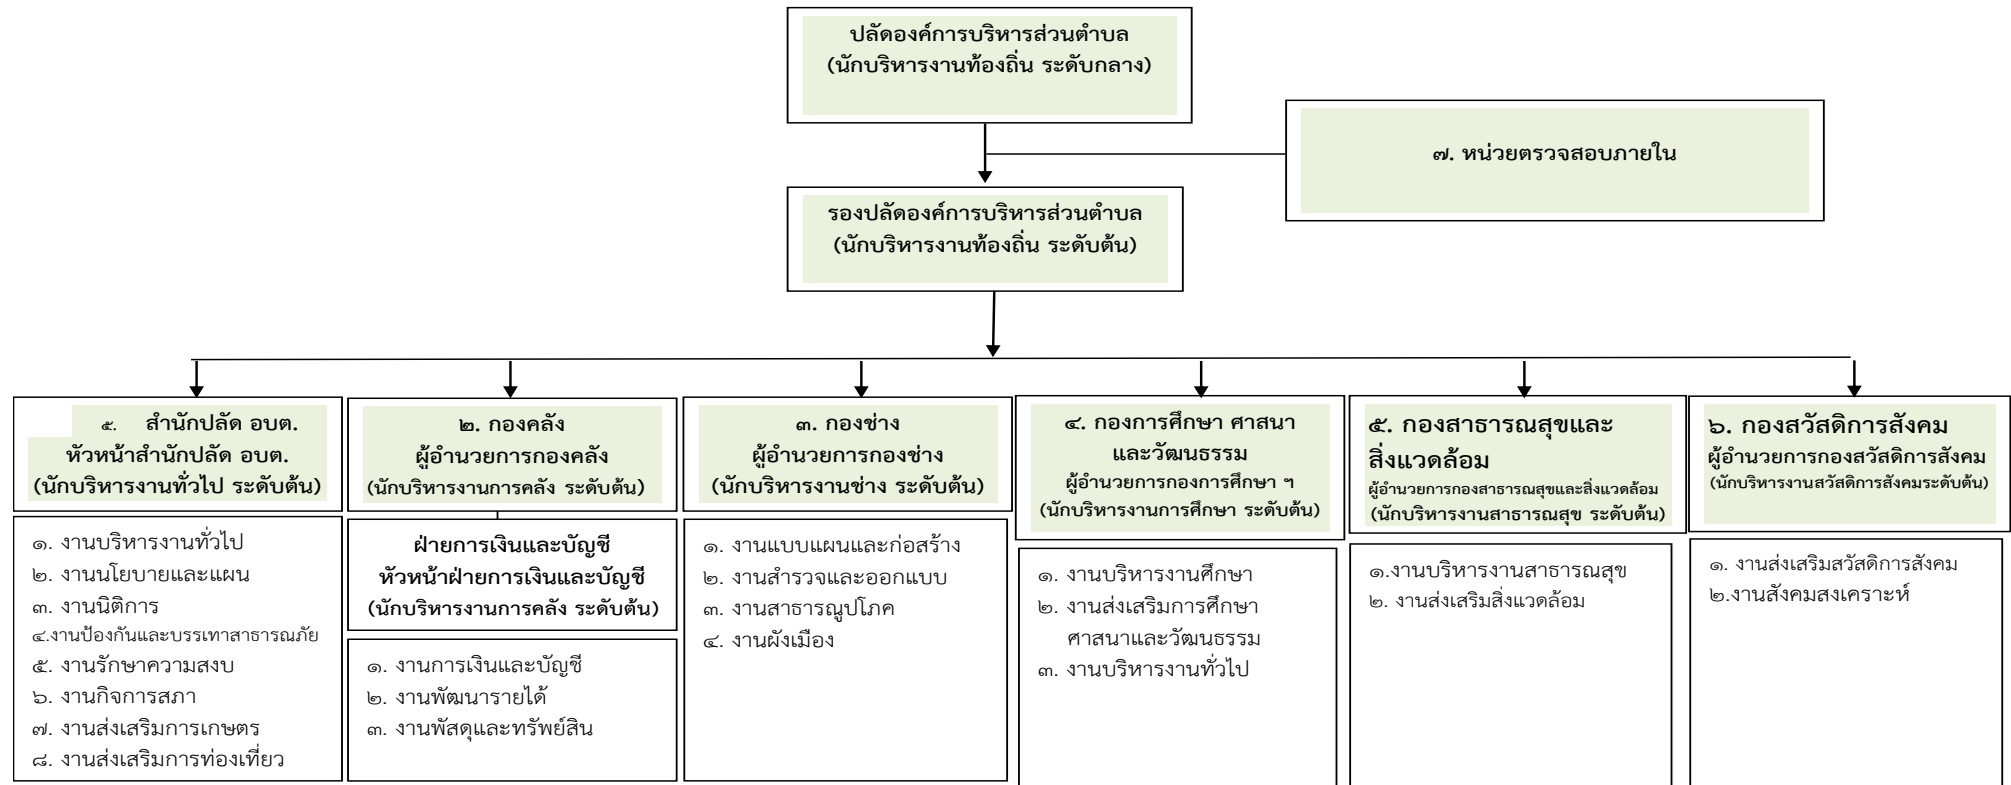 ปลัดองค์การบริหารส่วนตำบล
(นักบริหารงานท้องถิ่น ระดับกลาง)
๗. หน่วยตรวจสอบภายใน
รองปลัดองค์การบริหารส่วนตำบล
(นักบริหารงานท้องถิ่น ระดับต้น)
๕. สำนักปลัด อบต.
หัวหน้าสำนักปลัด อบต.
(นักบริหารงานทั่วไป ระดับต้น)
๑. งานบริหารงานทั่วไป
๒. งานนโยบายและแผน
๓. งานนิติการ
๔.งานป้องกันและบรรเทาสาธารณภัย
๕. งานรักษาความสงบ
๖. งานกิจการสภา
๗. งานส่งเสริมการเกษตร
๘. งานส่งเสริมการท่องเที่ยว
๒. กองคลัง
ผู้อำนวยการกองคลัง
(นักบริหารงานการคลัง ระดับต้น)
ฝ่ายการเงินและบัญชี
หัวหน้าฝ่ายการเงินและบัญชี
(นักบริหารงานการคลัง ระดับต้น)
๑. งานการเงินและบัญชี
๒. งานพัฒนารายได้
๓. งานพัสดุและทรัพย์สิน
๓. กองช่าง
ผู้อำนวยการกองช่าง
(นักบริหารงานช่าง ระดับต้น)
๑. งานแบบแผนและก่อสร้าง
๒. งานสำรวจและออกแบบ
๓. งานสาธารณูปโภค
๔. งานผังเมือง
๔. กองการศึกษา ศาสนา
และวัฒนธรรม
ผู้อำนวยการกองการศึกษา ฯ
(นักบริหารงานการศึกษา ระดับต้น)
๑. งานบริหารงานศึกษา
๒. งานส่งเสริมการศึกษา
ศาสนาและวัฒนธรรม
๓. งานบริหารงานทั่วไป
๕. กองสาธารณสุขและ
สิ่งแวดล้อม
ผู้อำนวยการกองสาธารณสุขและสิ่งแวดล้อม
(นักบริหารงานสาธารณสุข ระดับต้น)
๑.งานบริหารงานสาธารณสุข
๒. งานส่งเสริมสิ่งแวดล้อม
๖. กองสวัสดิการสังคม
ผู้อำนวยการกองสวัสดิการสังคม
(นักบริหารงานสวัสดิการสังคมระดับต้น)
๑. งานส่งเสริมสวัสดิการสังคม
๒.งานสังคมสงเคราะห์